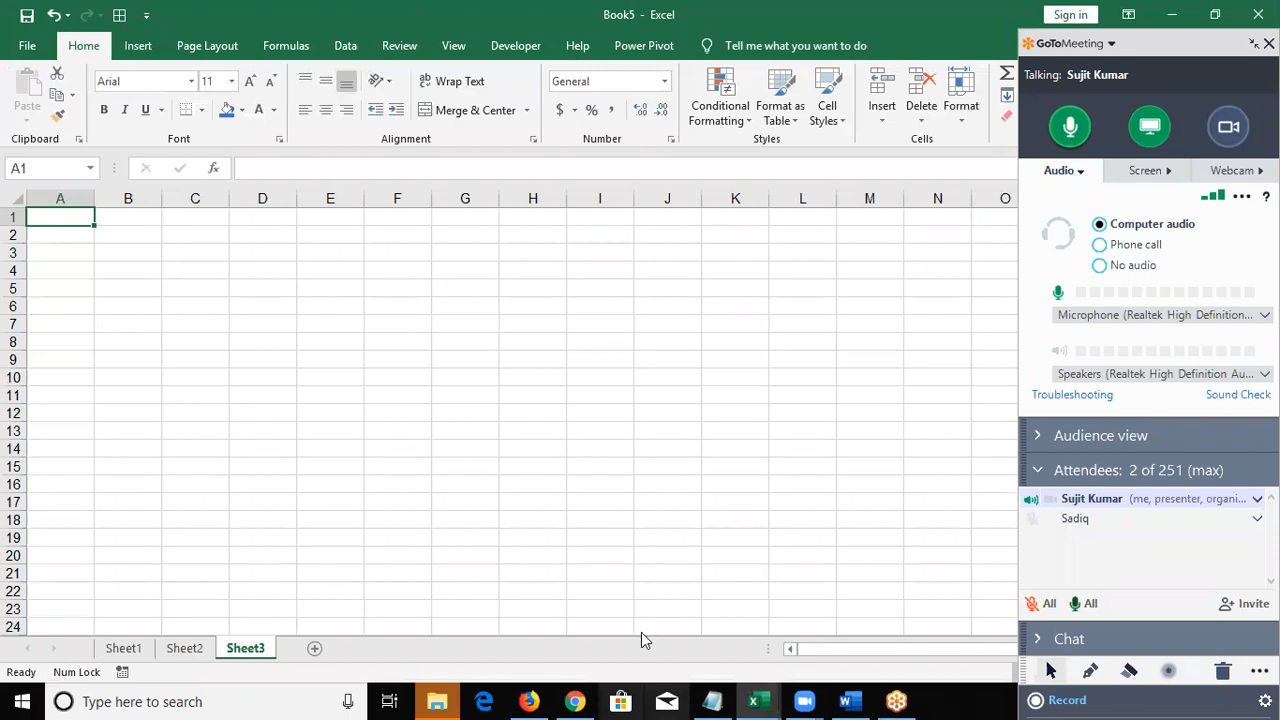 Book5 - Excel
Sign in
File Home Insert Page Layout Formulas Data Review View Developer Help Power Pivot Tell me what you want to do
Paste
Clipboard
Arial 11
B I U
Font
Wrap Text
Merge & Center
Alignment
General
$ % ,
Number
Conditional Formatting
Format as Table
Cell Styles
Styles
Insert Delete Format
Cells
A1
fx
A B C D E F G H I J K L M N O
1
2
3
4
5
6
7
8
9
10
11
12
13
14
15
16
17
18
19
20
21
22
23
24
Sheet1 Sheet2 Sheet3
Ready Num Lock
Type here to search
GoToMeeting
Talking: Sujit Kumar
Audio Screen Webcam
?
Computer audio
Phone call
No audio
Microphone (Realtek High Definition...
Speakers (Realtek High Definition Au...
Troubleshooting Sound Check
Audience view
Attendees: 2 of 251 (max)
Sujit Kumar (me, presenter, organi...
Sadiq
All All Invite
Chat
Record